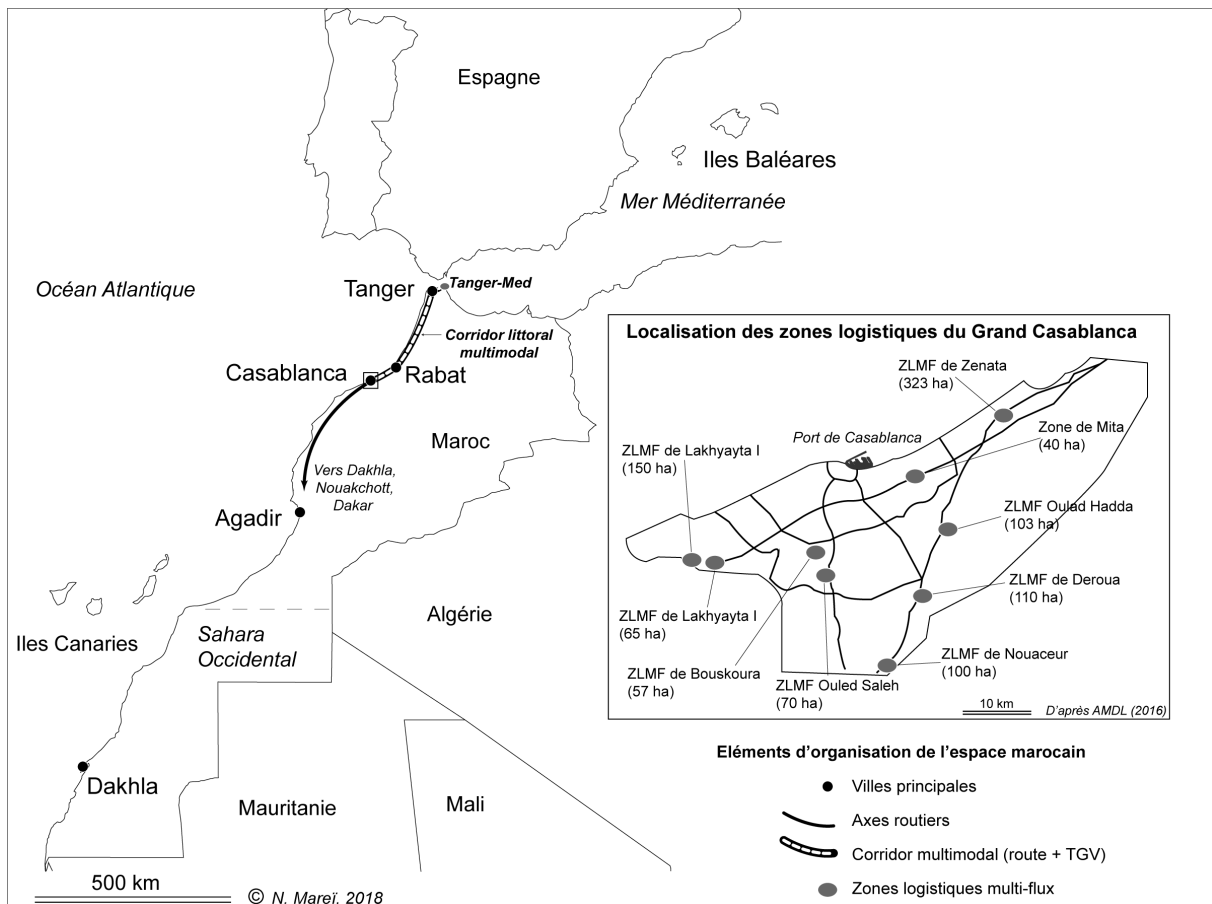 Espagne
Iles Baléares
Mer Méditerranée
Océan Atlantique
Tanger
Tanger-Med
Corridor littoral
multimodal
Casablanca
Rabat
Maroc
Vers Dakhla,
Nouakchott,
Dakar
Agadir
Algérie
Iles Canaries
Sahara
Occidental
Dakhla
Mauritanie
Mali
500 km
© N. Mareï, 2018
Localisation des zones logistiques du Grand Casablanca
ZLMF de Zenata
(323 ha)
Zone de Mita
(40 ha)
Port de Casablanca
ZLMF de Lakhyayta I
(150 ha)
ZLMF Oulad Hadda
(103 ha)
ZLMF de Deroua
(110 ha)
ZLMF de Lakhyayta I
(65 ha)
ZLMF de Bouskoura
(57 ha)
ZLMF Ouled Saleh
(70 ha)
ZLMF de Nouaceur
(100 ha)
10 km
D'après AMDL (2016)
Eléments d'organisation de l'espace marocain
Villes principales
Axes routiers
Corridor multimodal (route + TGV)
Zones logistiques multi-flux